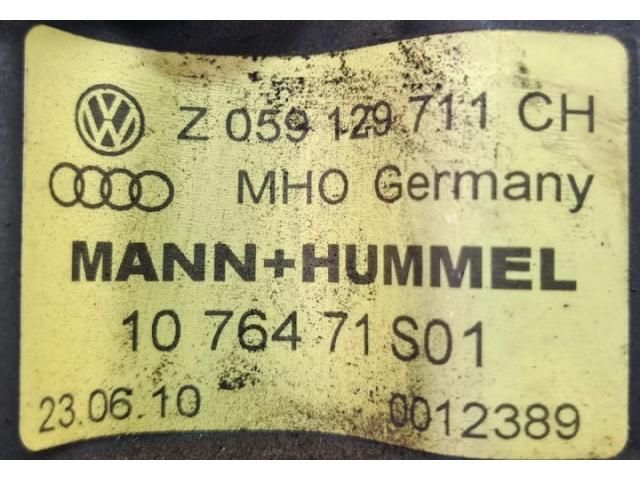 Z 059 129 711 CH
MHO Germany
MANN+HUMMEL
10 764 71 S01
23.06.10 0012389